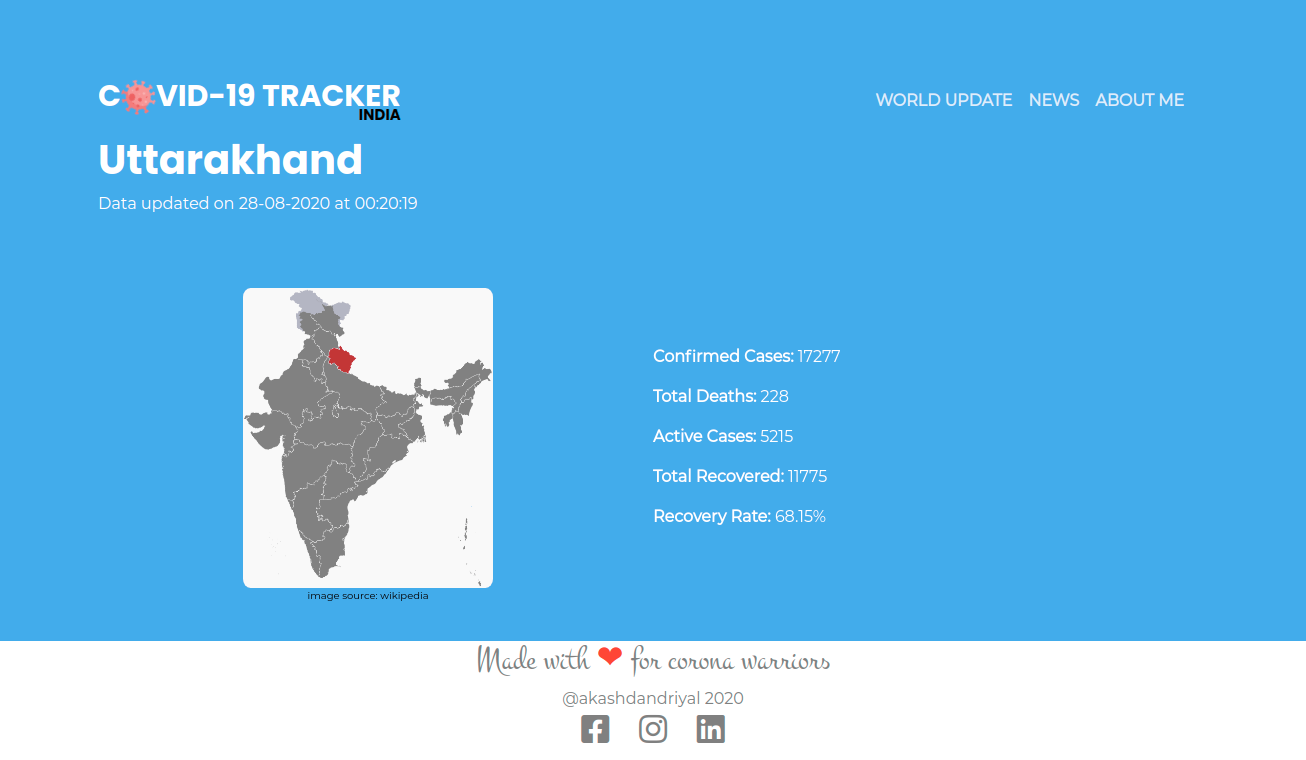 COVID-19 TRACKER
INDIA
WORLD UPDATE NEWS ABOUT ME
Uttarakhand
Data updated on 28-08-2020 at 00:20:19
Confirmed Cases: 17277
Total Deaths: 228
Active Cases: 5215
Total Recovered: 11775
Recovery Rate: 68.15%
image source: wikipedia
Made with ❤ for corona warriors
@akashdandriyal 2020